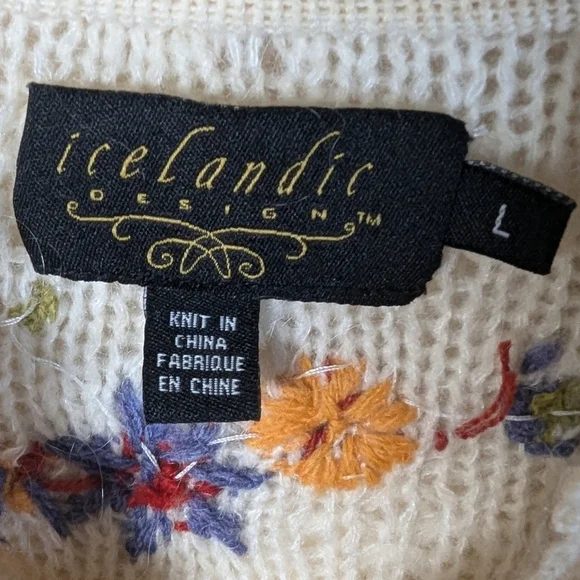 icelandic
DESIGN™
L
KNIT IN
CHINA
FABRIQUE
EN CHINE